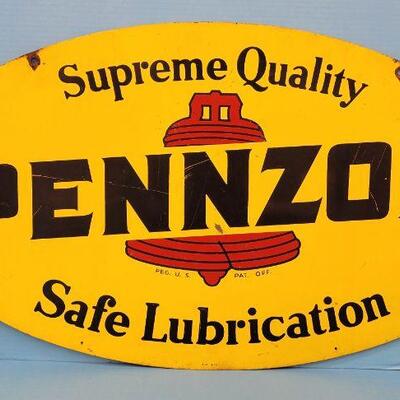 Supreme Quality
PENNZO
REG. U.S. PAT. OFF.
Safe Lubrication